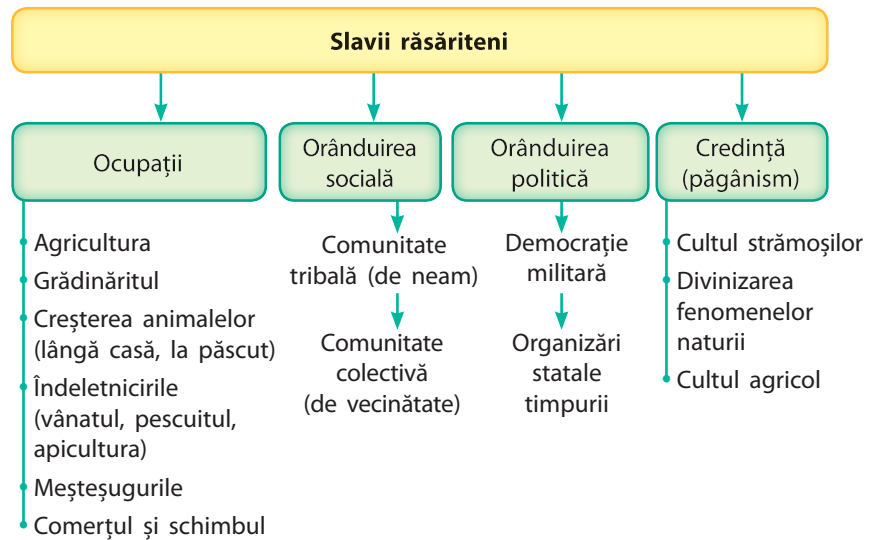 Slavii răsăriteni
Ocupații
Agricultura
Grădinăritul
Creșterea animalelor
(lângă casă, la păscut)
Îndeletnicirile
(vânatul, pescuitul,
apicultura)
Meșteșugurile
Comerțul și schimbul
Orânduirea
socială
Comunitate
tribală (de neam)
Comunitate
colectivă
(de vecinătate)
Orânduirea
politică
Democrație
militară
Organizări
statale
timpurii
Credință
(păgânism)
Cultul strămoșilor
Divinizarea
fenomenelor
naturii
Cultul agricol